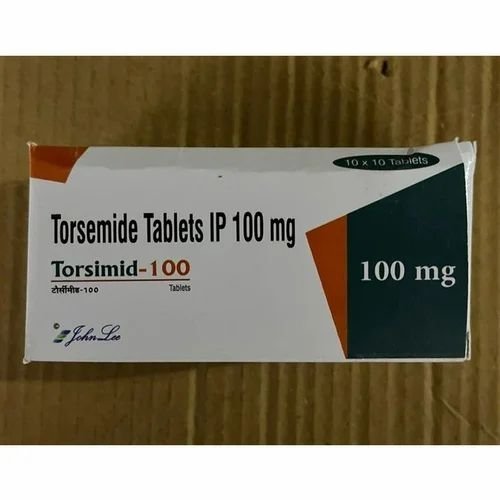 10 x 10 Tablets
Torsemide Tablets IP 100 mg
Torsimid-100
टौर्सीमीड-100
Tablets
100 mg
John Lee